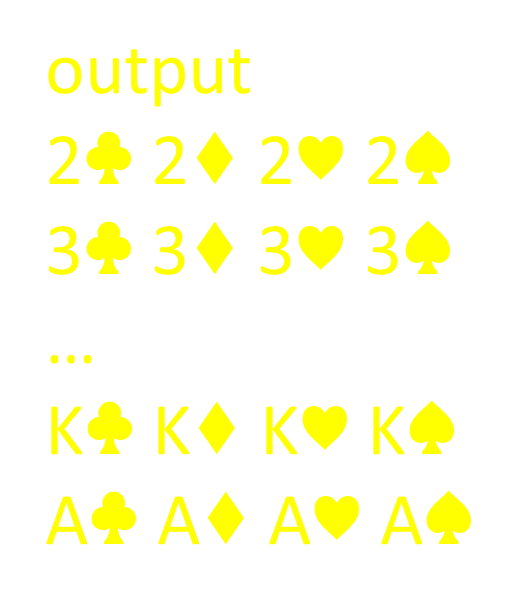 output
2♣ 2♦ 2♥ 2♠
3♣ 3♦ 3♥ 3♠
...
K♣ K♦ K♥ K♠
A♣ A♦ A♥ A♠